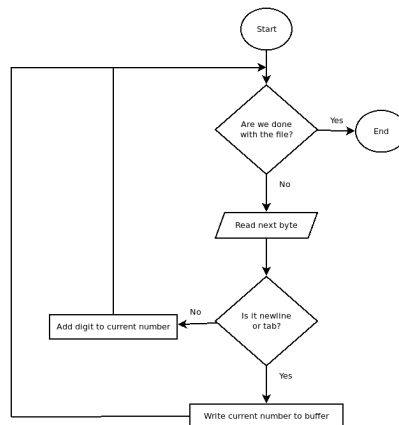 Start
Are we done
with the file?
Yes
End
No
Read next byte
Is it newline
or tab?
No
Add digit to current number
Yes
Write current number to buffer